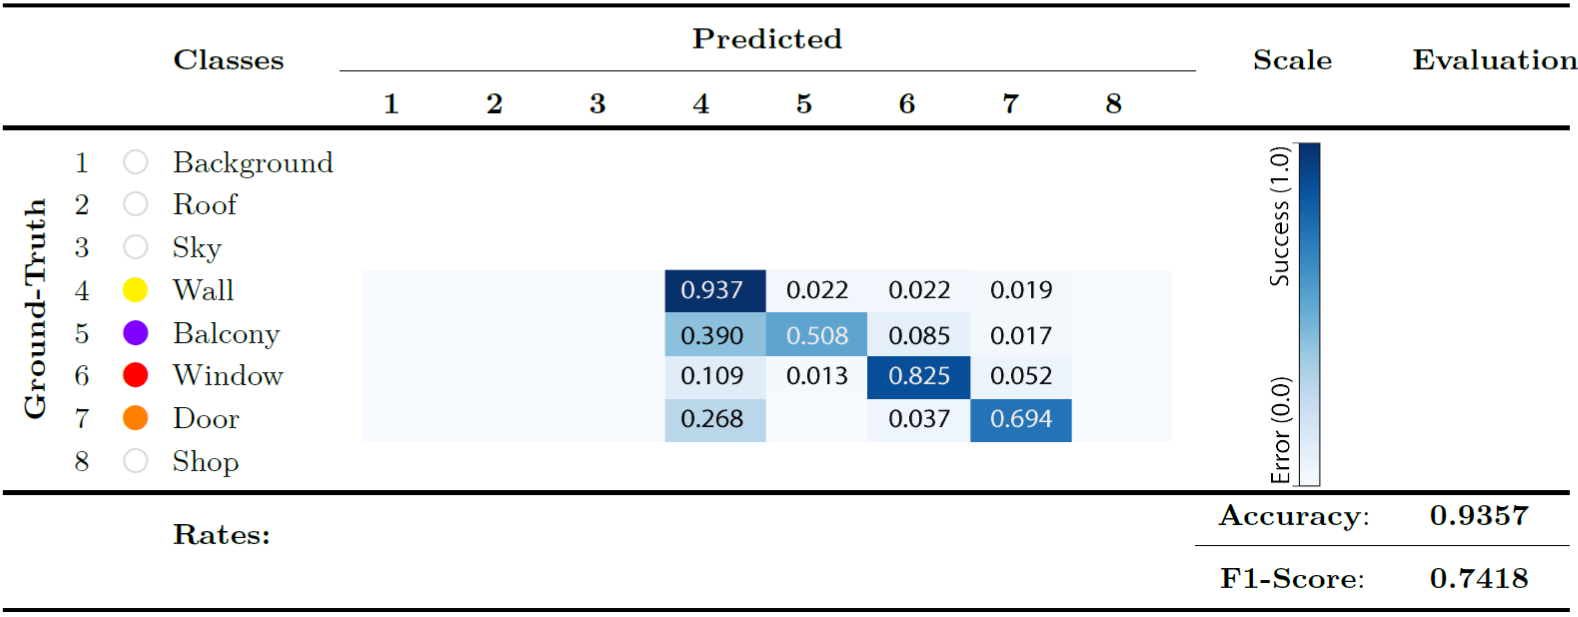 Classes Predicted Scale Evaluation
1 2 3 4 5 6 7 8
Ground-Truth
1 Background
2 Roof
3 Sky
4 Wall 0.937 0.022 0.022 0.019
5 Balcony 0.390 0.508 0.085 0.017
6 Window 0.109 0.013 0.825 0.052
7 Door 0.268 0.037 0.694
8 Shop
Success (1.0)
Error (0.0)
Rates:
Accuracy: 0.9357
F1-Score: 0.7418